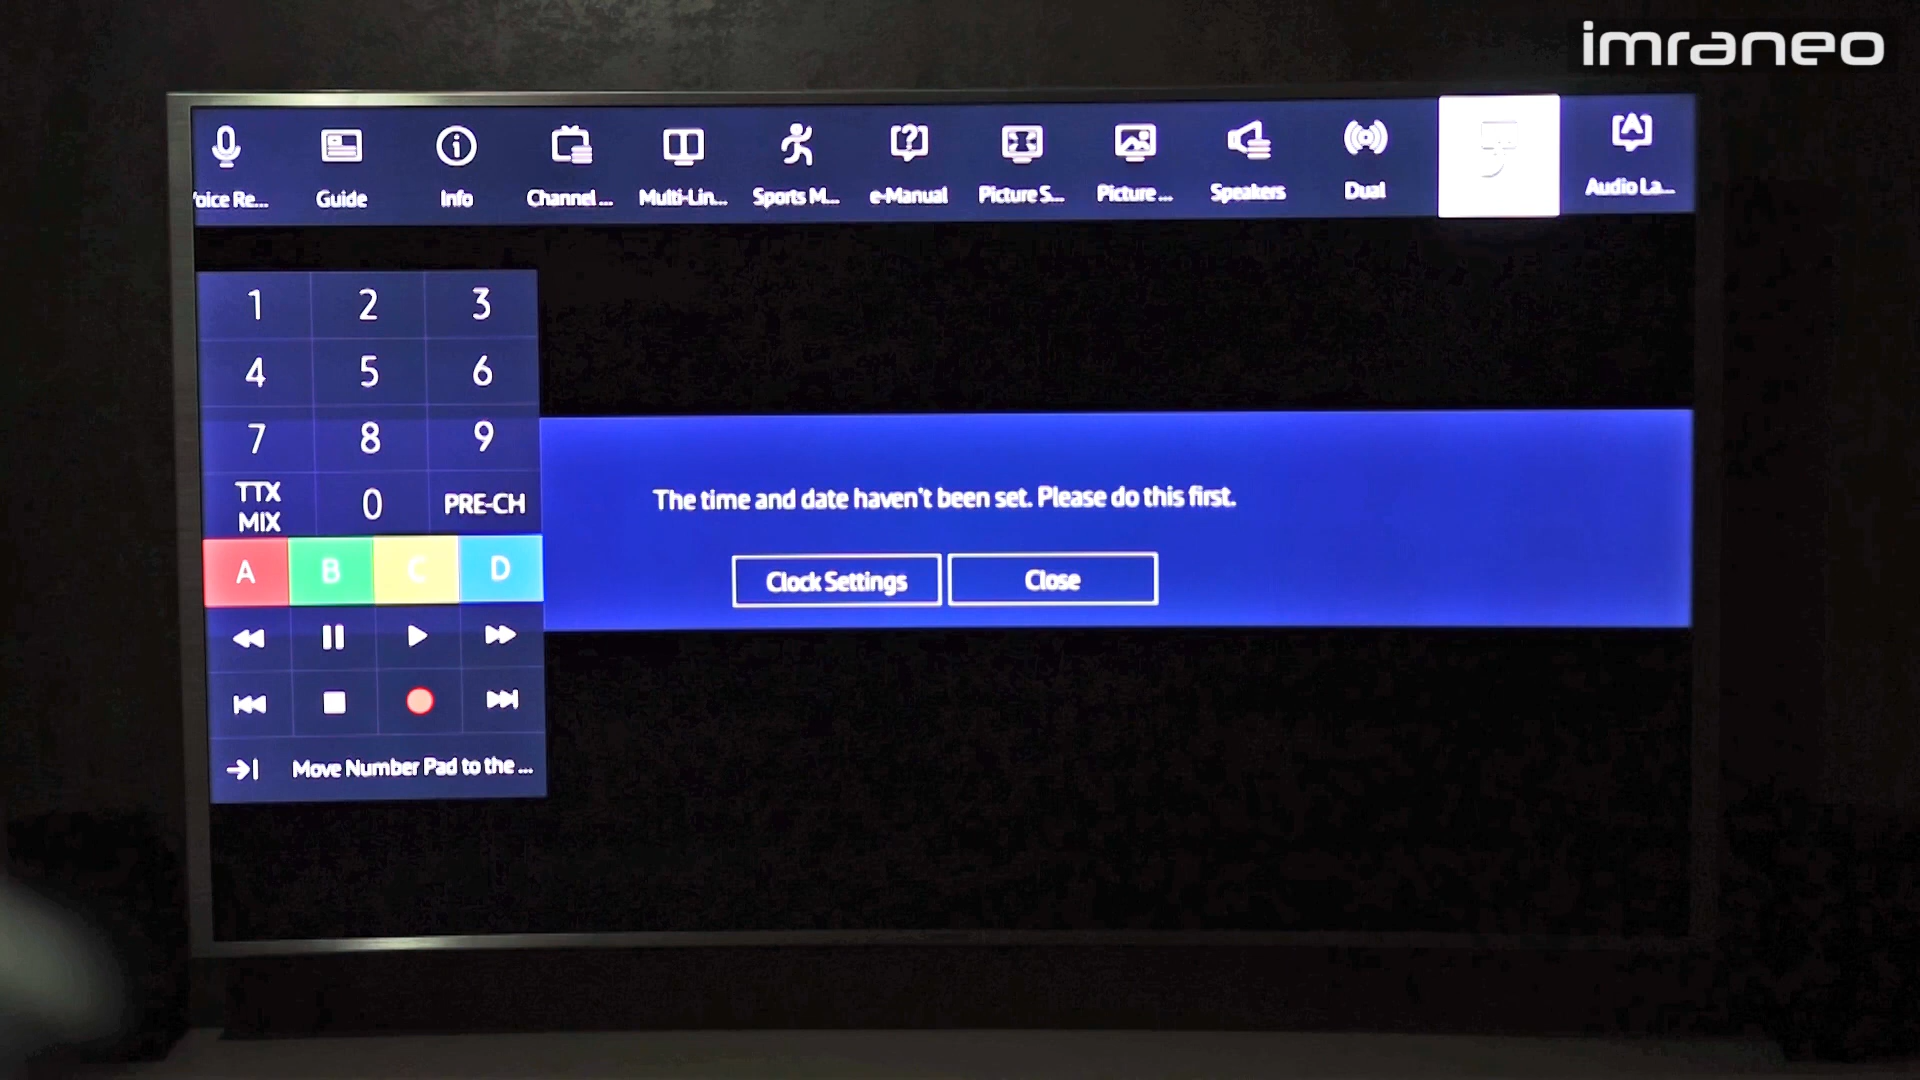 imraneo
oice Re...
Guide
Info
Channel ...
Multi-Lin...
Sports M...
e-Manual
Picture S...
Picture ...
Speakers
Dual
Audio La...
1 2 3
4 5 6
7 8 9
TTX
MIX
0
PRE-CH
A B C D
The time and date haven't been set. Please do this first.
Clock Settings
Close
Move Number Pad to the ...